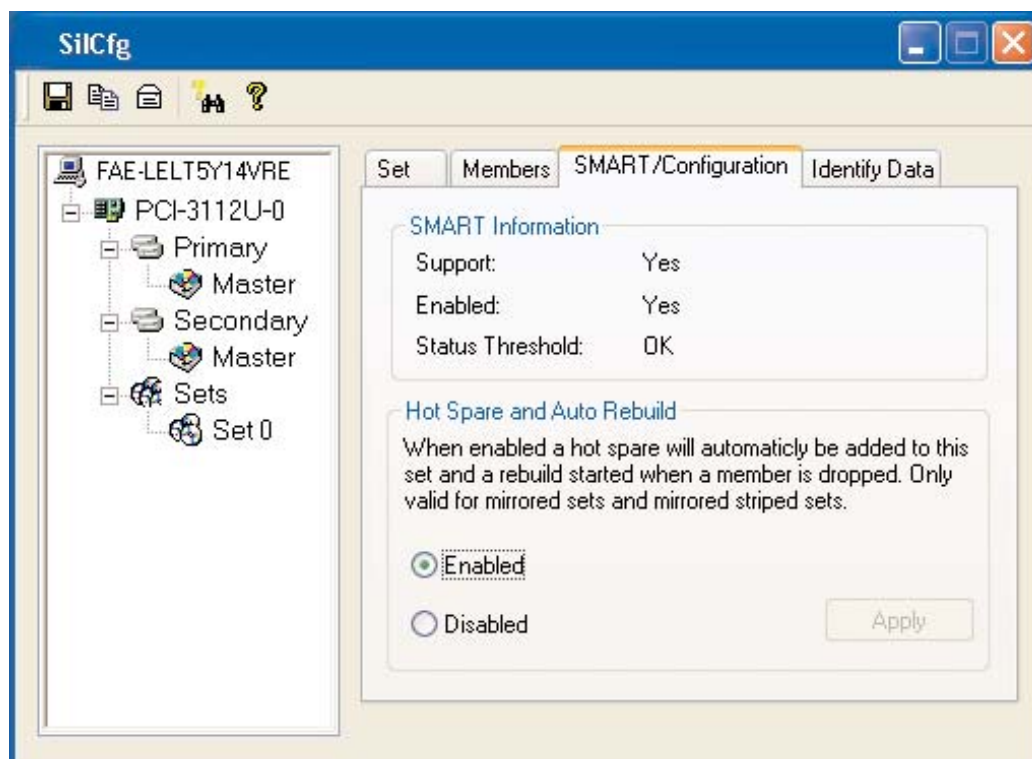 SilCfg
FAE-LELT5Y14VRE
PCI-3112U-0
Primary
Master
Secondary
Master
Sets
Set 0
Set
Members
SMART/Configuration
Identify Data
SMART Information
Support: Yes
Enabled: Yes
Status Threshold: OK
Hot Spare and Auto Rebuild
When enabled a hot spare will automaticly be added to this
set and a rebuild started when a member is dropped. Only
valid for mirrored sets and mirrored striped sets.
Enabled
Disabled
Apply